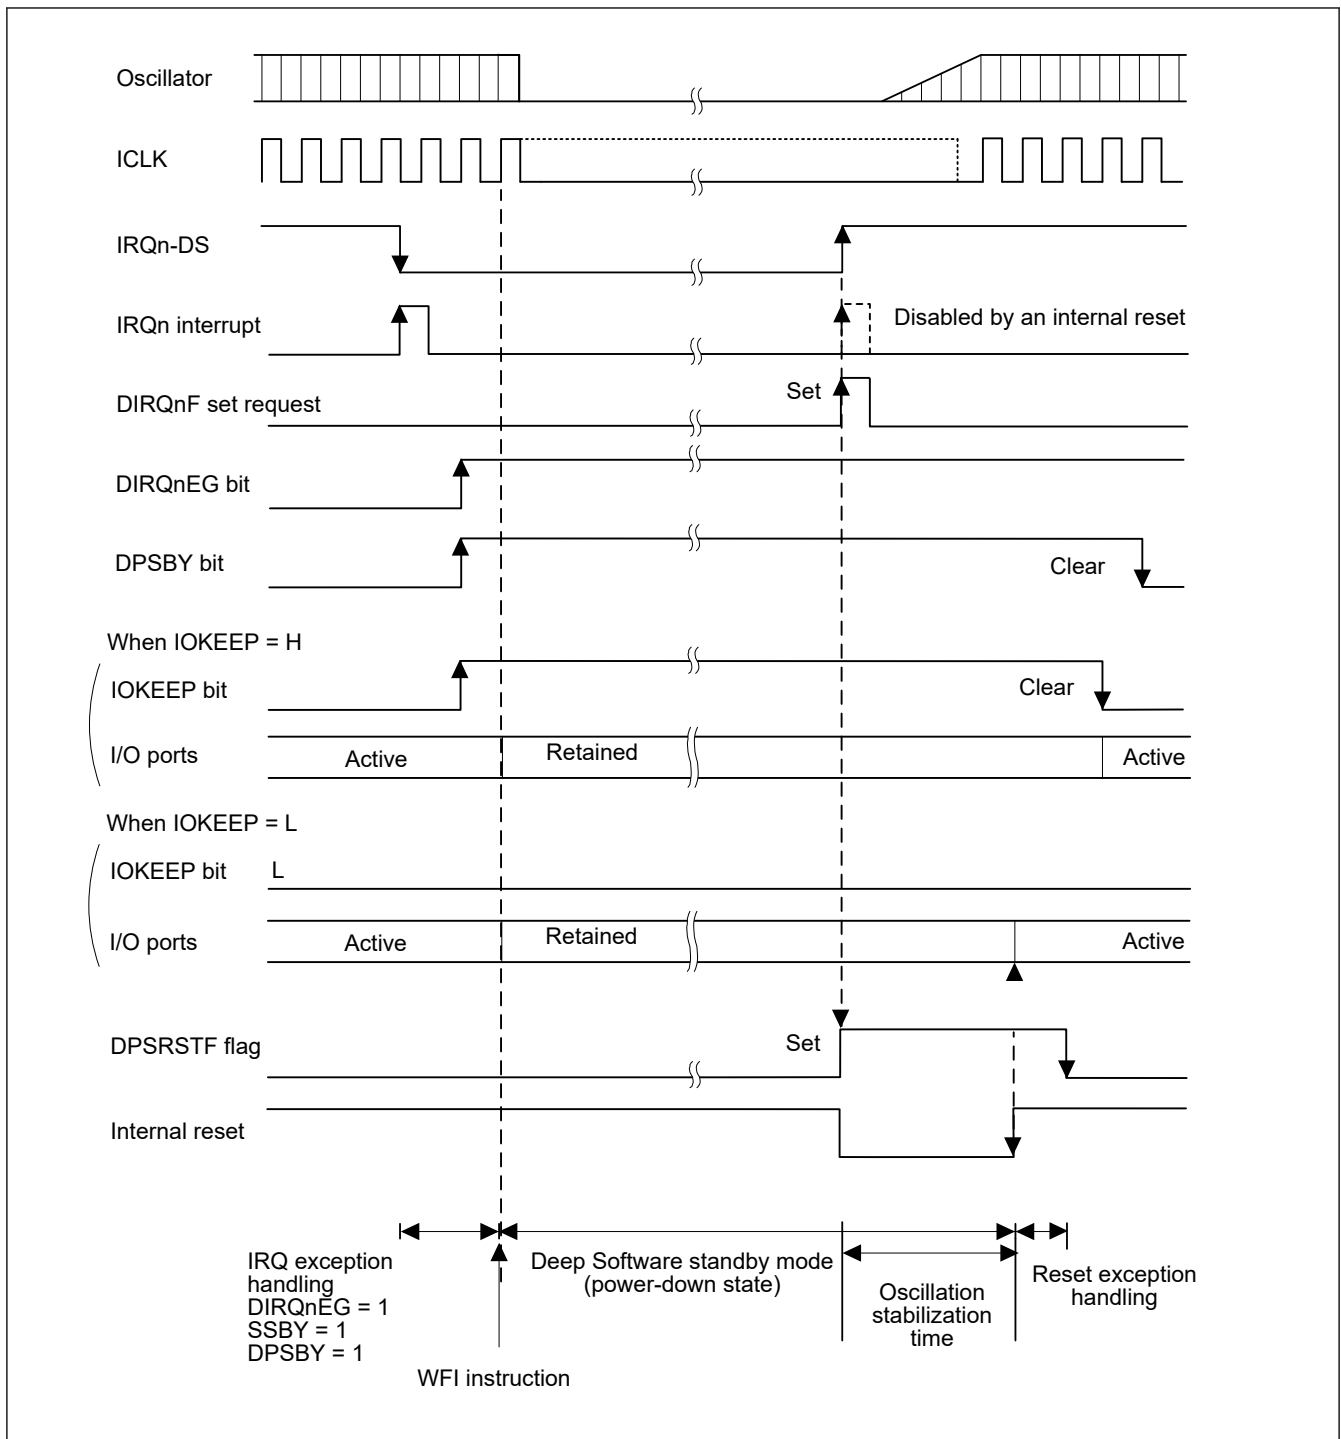 Oscillator
ICLK
IRQn-DS
IRQn interrupt
Disabled by an internal reset
DIRQnF set request
Set
DIRQnEG bit
DPSBY bit
Clear
When IOKEEP = H
IOKEEP bit
Clear
I/O ports
Active
Retained
Active
When IOKEEP = L
IOKEEP bit
L
I/O ports
Active
Retained
Active
DPSRSTF flag
Set
Internal reset
IRQ exception
handling
DIRQnEG = 1
SSBY = 1
DPSBY = 1
WFI instruction
Deep Software standby mode
(power-down state)
Oscillation
stabilization
time
Reset exception
handling